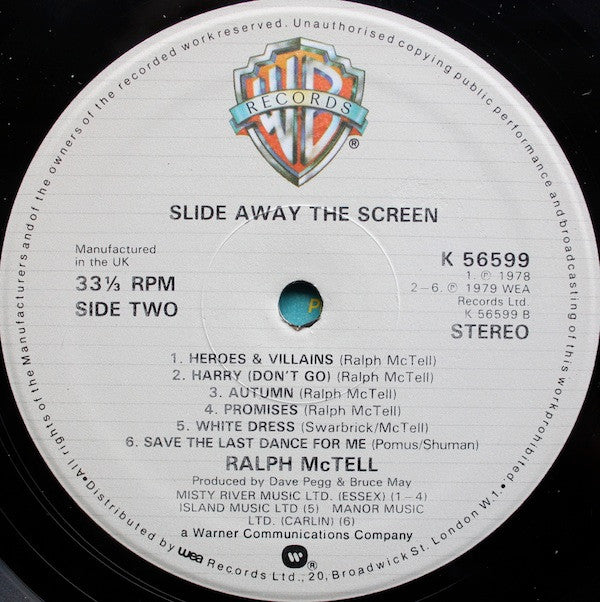 All rights of the Manufacturers and of the owners of the recorded work reserved. Unauthorised copying public performance and broadcasting of this work prohibited.
WB
RECORDS
®
SLIDE AWAY THE SCREEN
Manufactured
in the UK
33⅓ RPM
SIDE TWO
K 56599
1. ℗ 1978
2–6. ℗ 1979 WEA
Records Ltd.
K 56599 B
STEREO
1. HEROES & VILLAINS (Ralph McTell)
2. HARRY (DON'T GO) (Ralph McTell)
3. AUTUMN (Ralph McTell)
4. PROMISES (Ralph McTell)
5. WHITE DRESS (Swarbrick/McTell)
6. SAVE THE LAST DANCE FOR ME (Pomus/Shuman)
RALPH McTELL
Produced by Dave Pegg & Bruce May
MISTY RIVER MUSIC LTD. (ESSEX) (1–4)
ISLAND MUSIC LTD (5) MANOR MUSIC
LTD. (CARLIN) (6)
a Warner Communications Company
®
•Distributed by wea Records Ltd., 20, Broadwick St. London W.1.•